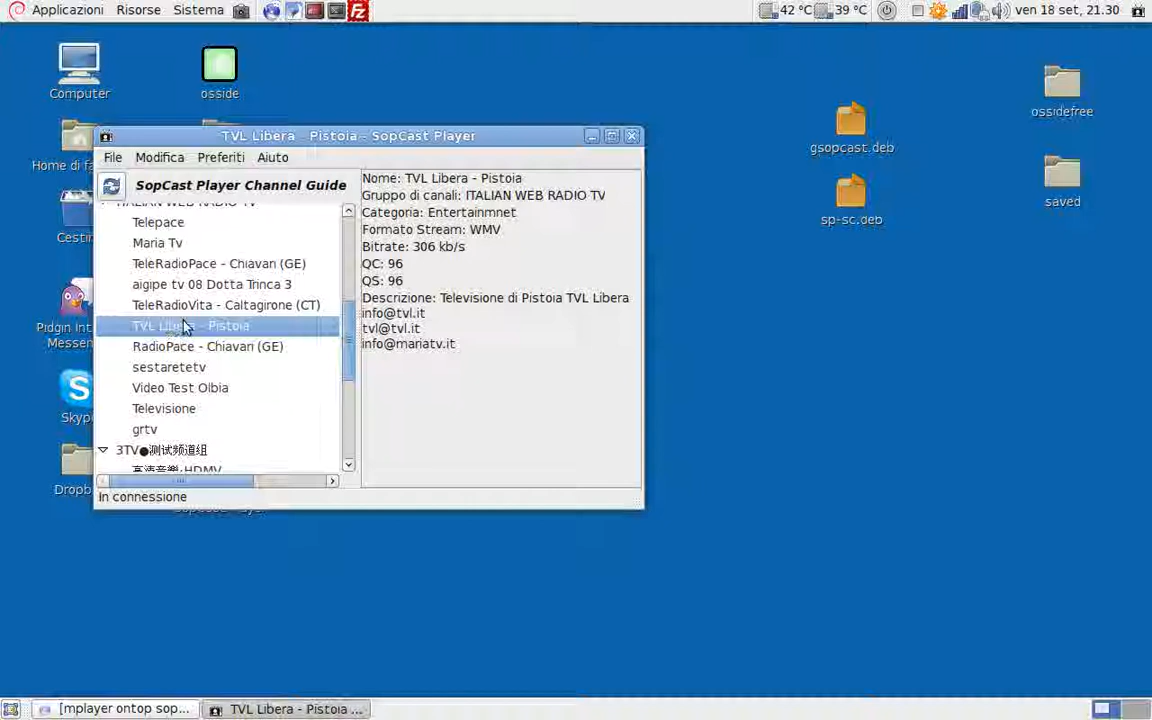 Applicazioni Risorse Sistema 42 °C 39 °C ven 18 set, 21.30
Computer
osside
ossidefree
gsopcast.deb
TVL Libera - Pistoia - SopCast Player
Home di fa
File Modifica Preferiti Aiuto
SopCast Player Channel Guide
saved
sp-sc.deb
Cestin
Pidgin Int
Messen
Skyp
Dropb
ITALIAN WEB RADIO TV
Telepace
Maria Tv
TeleRadioPace - Chiavari (GE)
aigipe tv 08 Dotta Trinca 3
TeleRadioVita - Caltagirone (CT)
TVL Libera - Pistoia
RadioPace - Chiavari (GE)
sestaretetv
Video Test Olbia
Televisione
grtv
3TV●测试频道组
Nome: TVL Libera - Pistoia
Gruppo di canali: ITALIAN WEB RADIO TV
Categoria: Entertainmnet
Formato Stream: WMV
Bitrate: 306 kb/s
QC: 96
QS: 96
Descrizione: Televisione di Pistoia TVL Libera
info@tvl.it
tvl@tvl.it
info@mariatv.it
In connessione
[mplayer ontop sop... TVL Libera - Pistoia ...